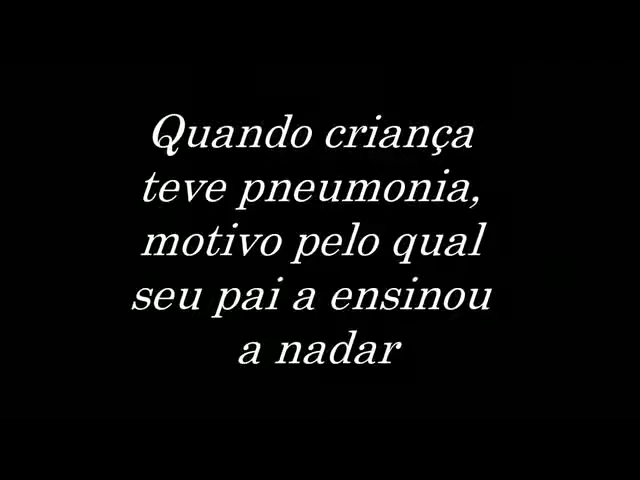 Quando criança
teve pneumonia,
motivo pelo qual
seu pai a ensinou
a nadar